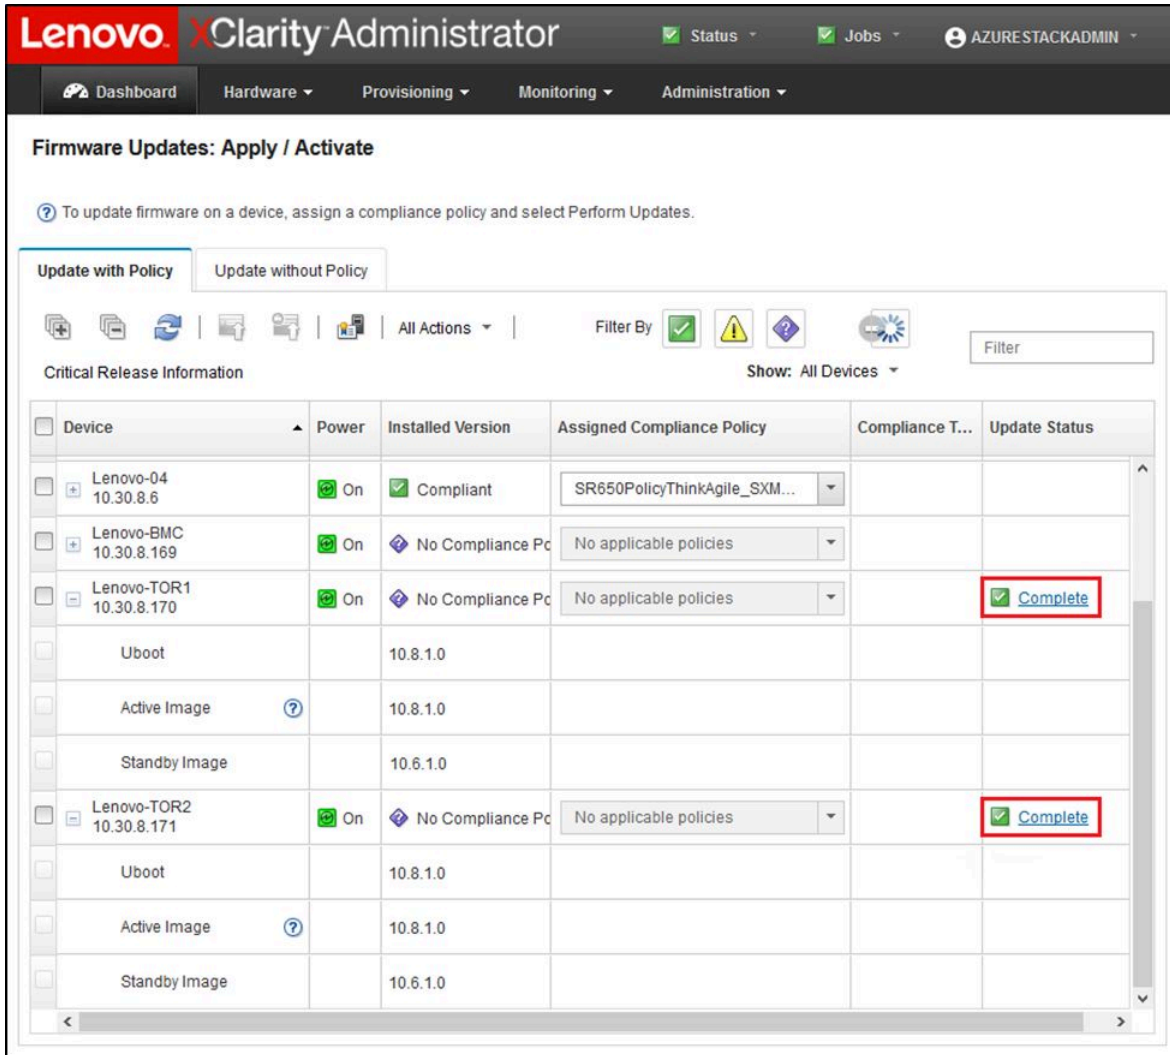 Lenovo. XClarity Administrator Status Jobs AZURESTACKADMIN
Dashboard Hardware Provisioning Monitoring Administration
Firmware Updates: Apply / Activate
? To update firmware on a device, assign a compliance policy and select Perform Updates.
Update with Policy Update without Policy
All Actions Filter By Filter
Critical Release Information Show: All Devices
Device Power Installed Version Assigned Compliance Policy Compliance T... Update Status
Lenovo-04
10.30.8.6 On Compliant SR650PolicyThinkAgile_SXM...
Lenovo-BMC
10.30.8.169 On No Compliance Po No applicable policies
Lenovo-TOR1
10.30.8.170 On No Compliance Po No applicable policies Complete
Uboot 10.8.1.0
Active Image ? 10.8.1.0
Standby Image 10.6.1.0
Lenovo-TOR2
10.30.8.171 On No Compliance Po No applicable policies Complete
Uboot 10.8.1.0
Active Image ? 10.8.1.0
Standby Image 10.6.1.0